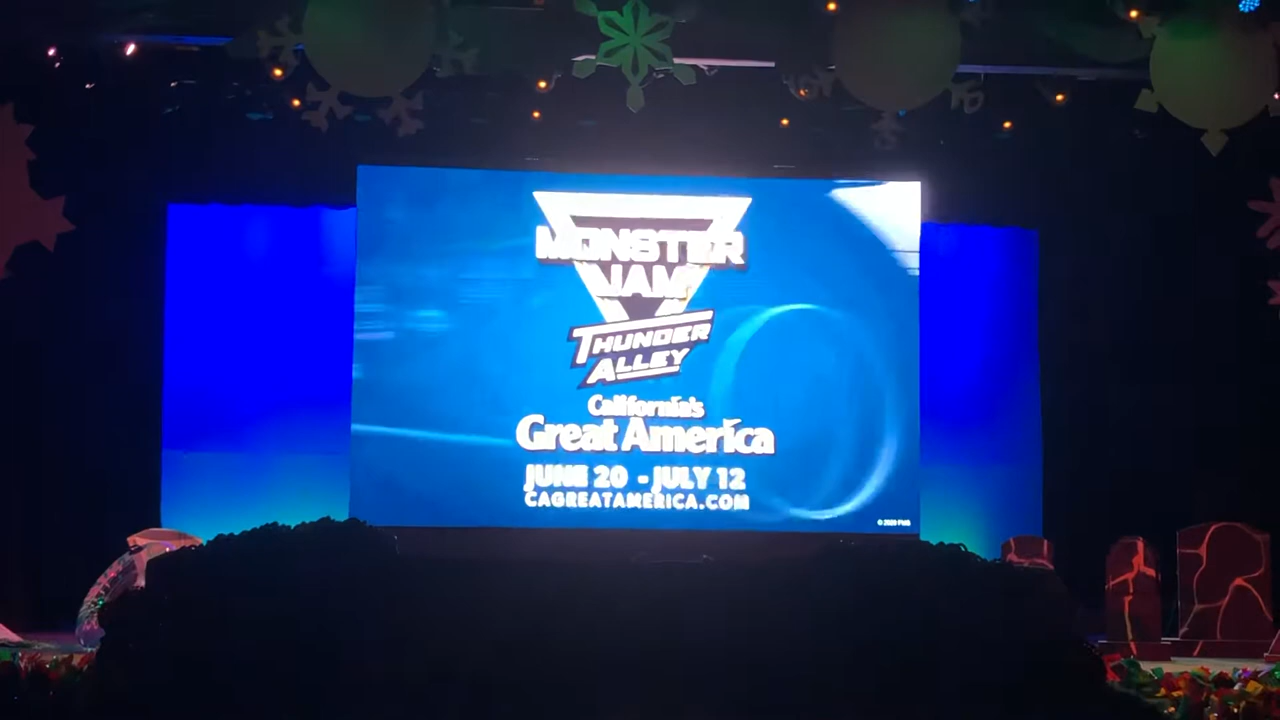 MONSTER
JAM
THUNDER
ALLEY
California's
Great America
JUNE 20 - JULY 12
CAGREATAMERICA.COM